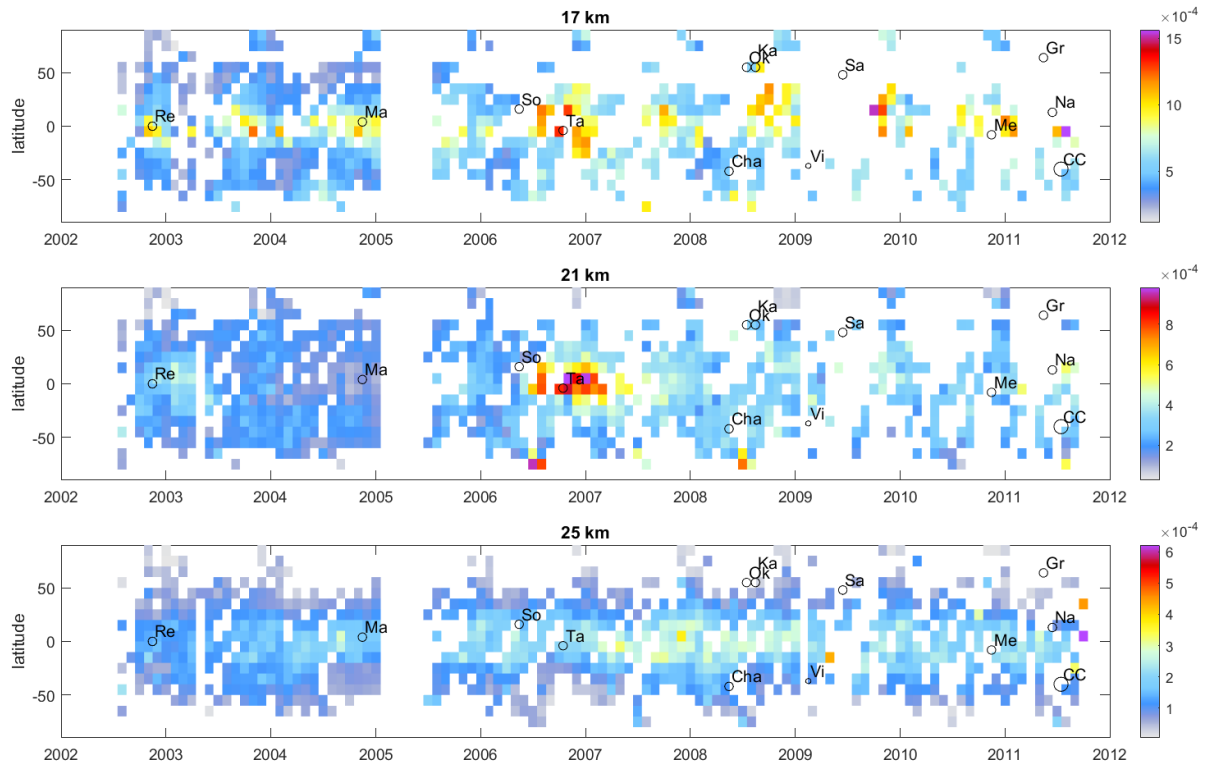 17 km
×10⁻⁴
latitude
50
0
-50
Re
Ma
So
Ta
Ok
Ka
Cha
Vi
Sa
Me
Gr
Na
CC
15
10
5
2002 2003 2004 2005 2006 2007 2008 2009 2010 2011 2012
21 km
×10⁻⁴
latitude
50
0
-50
Re
Ma
So
Ta
Ok
Ka
Cha
Vi
Sa
Me
Gr
Na
CC
8
6
4
2
2002 2003 2004 2005 2006 2007 2008 2009 2010 2011 2012
25 km
×10⁻⁴
latitude
50
0
-50
Re
Ma
So
Ta
Ok
Ka
Cha
Vi
Sa
Me
Gr
Na
CC
6
5
4
3
2
1
2002 2003 2004 2005 2006 2007 2008 2009 2010 2011 2012